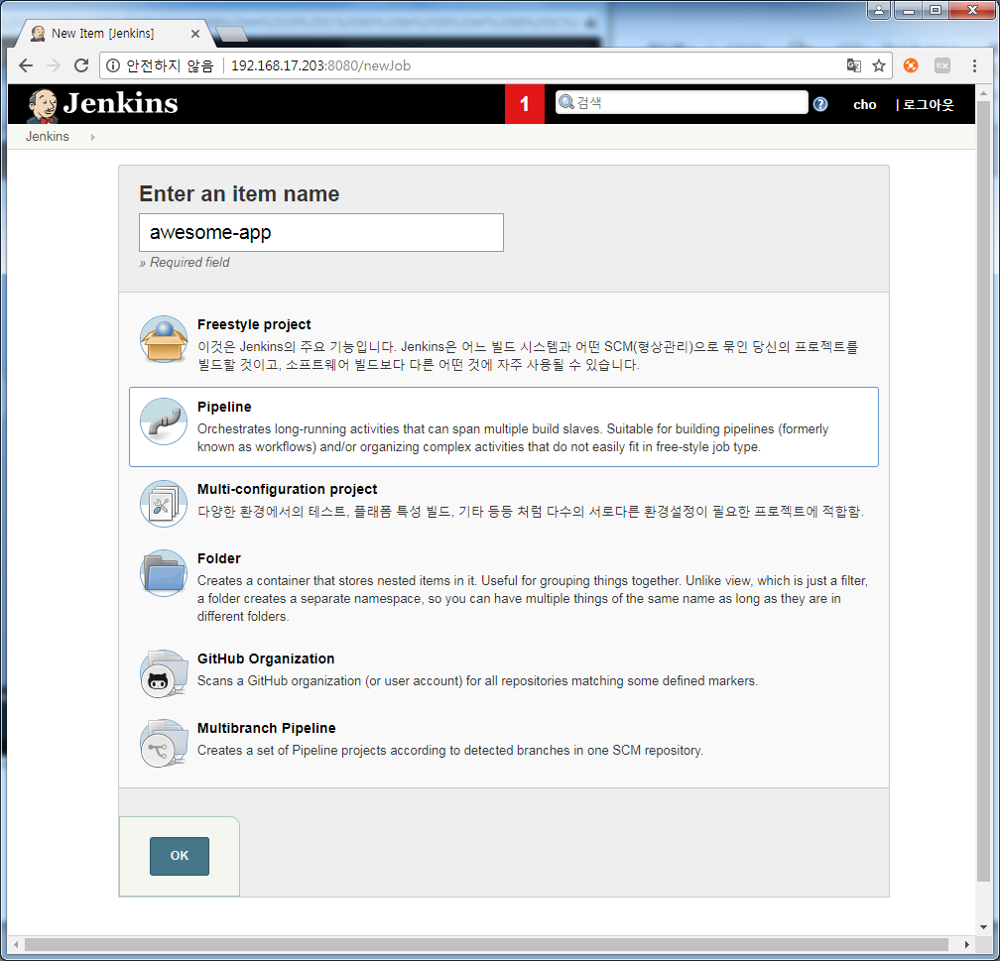 New Item [Jenkins]
안전하지 않음 192.168.17.203:8080/newJob
EX
Jenkins
1
검색
cho
| 로그아웃
Jenkins
Enter an item name
awesome-app
» Required field
Freestyle project
이것은 Jenkins의 주요 기능입니다. Jenkins은 어느 빌드 시스템과 어떤 SCM(형상관리)으로 묶인 당신의 프로젝트를
빌드할 것이고, 소프트웨어 빌드보다 다른 어떤 것에 자주 사용될 수 있습니다.
Pipeline
Orchestrates long-running activities that can span multiple build slaves. Suitable for building pipelines (formerly
known as workflows) and/or organizing complex activities that do not easily fit in free-style job type.
Multi-configuration project
다양한 환경에서의 테스트, 플래폼 특성 빌드, 기타 등등 처럼 다수의 서로다른 환경설정이 필요한 프로젝트에 적합함.
Folder
Creates a container that stores nested items in it. Useful for grouping things together. Unlike view, which is just a filter,
a folder creates a separate namespace, so you can have multiple things of the same name as long as they are in
different folders.
GitHub Organization
Scans a GitHub organization (or user account) for all repositories matching some defined markers.
Multibranch Pipeline
Creates a set of Pipeline projects according to detected branches in one SCM repository.
OK